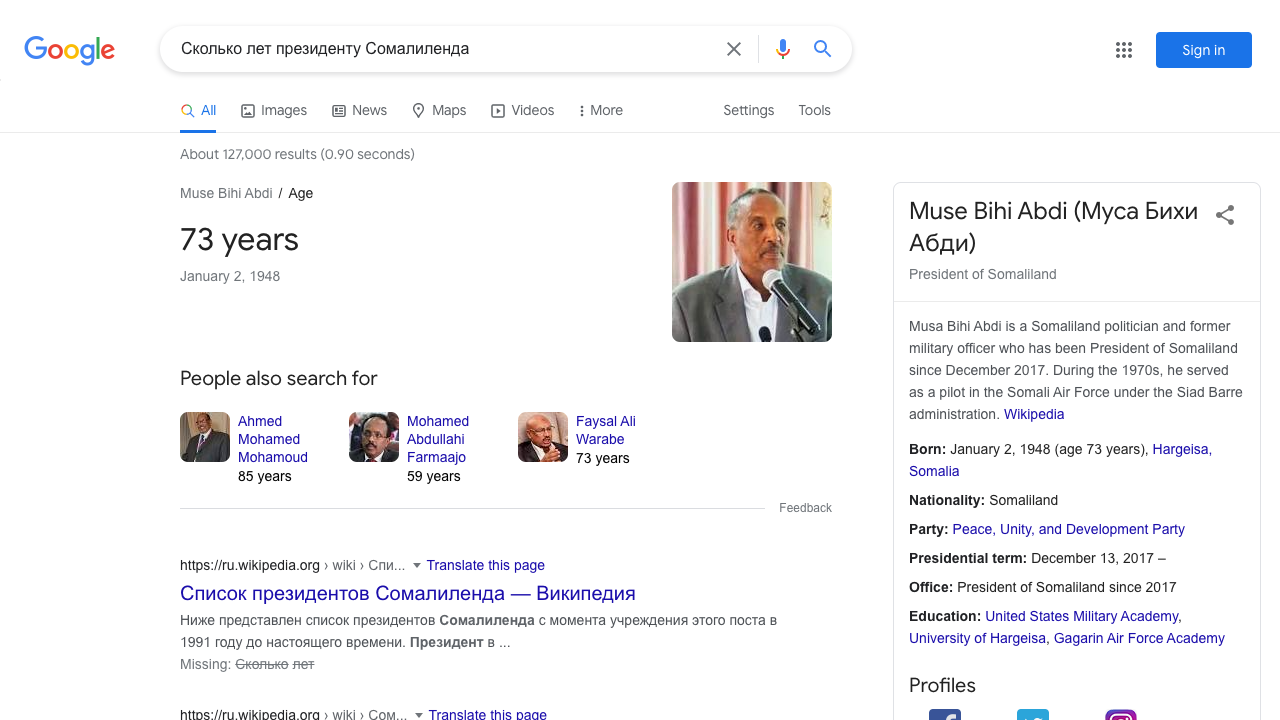 Google
Сколько лет президенту Сомалиленда
Sign in
All
Images
News
Maps
Videos
More
Settings
Tools
About 127,000 results (0.90 seconds)
Muse Bihi Abdi / Age
73 years
January 2, 1948
People also search for
Ahmed
Mohamed
Mohamoud
85 years
Mohamed
Abdullahi
Farmaajo
59 years
Faysal Ali
Warabe
73 years
Feedback
https://ru.wikipedia.org › wiki › Спи... Translate this page
Список президентов Сомалиленда — Википедия
Ниже представлен список президентов Сомалиленда с момента учреждения этого поста в
1991 году до настоящего времени. Президент в ...
Missing: Сколько лет
https://ru.wikipedia.org › wiki › Сом... Translate this page
Muse Bihi Abdi (Муса Бихи
Абди)
President of Somaliland
Musa Bihi Abdi is a Somaliland politician and former
military officer who has been President of Somaliland
since December 2017. During the 1970s, he served
as a pilot in the Somali Air Force under the Siad Barre
administration. Wikipedia
Born: January 2, 1948 (age 73 years), Hargeisa,
Somalia
Nationality: Somaliland
Party: Peace, Unity, and Development Party
Presidential term: December 13, 2017 –
Office: President of Somaliland since 2017
Education: United States Military Academy,
University of Hargeisa, Gagarin Air Force Academy
Profiles